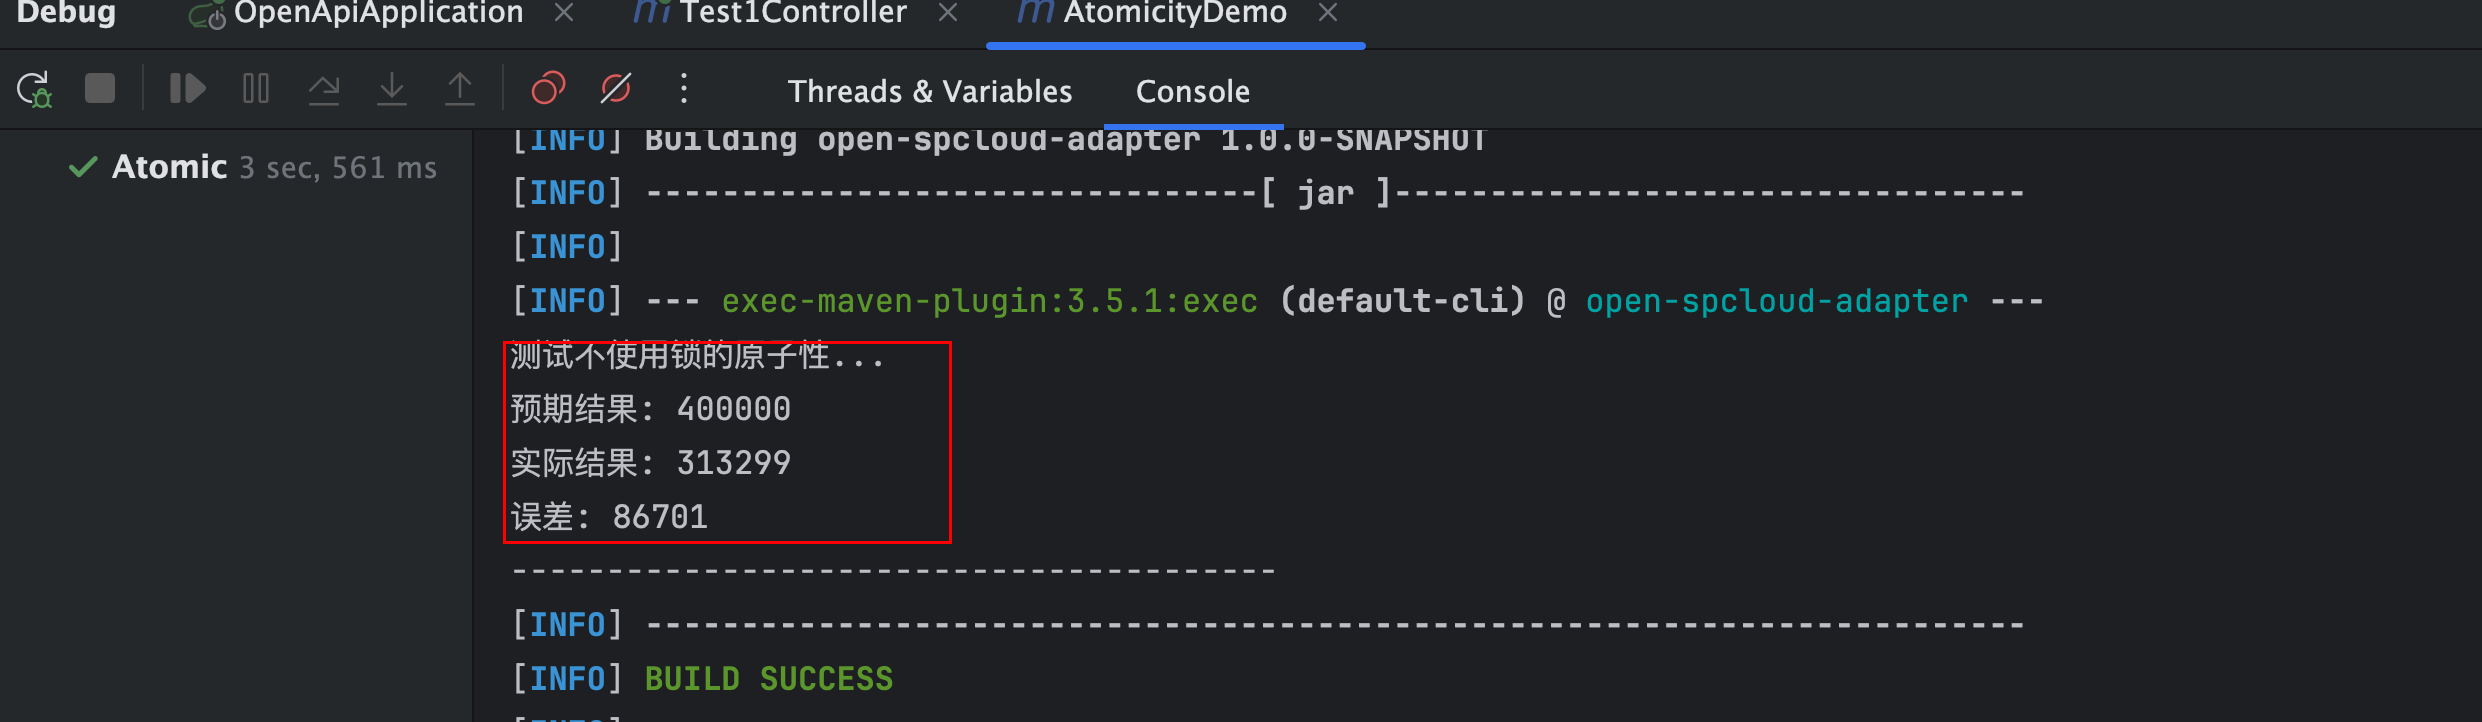 Debug OpenApiApplication Test1Controller AtomicityDemo
Threads & Variables Console
Atomic 3 sec, 561 ms
[INFO] Building open-spcloud-adapter 1.0.0-SNAPSHOT
[INFO] --------------------------------[ jar ]---------------------------------
[INFO]
[INFO] --- exec-maven-plugin:3.5.1:exec (default-cli) @ open-spcloud-adapter ---
测试不使用锁的原子性...
预期结果: 400000
实际结果: 313299
误差: 86701
----------------------------------------
[INFO] ------------------------------------------------------------------------
[INFO] BUILD SUCCESS